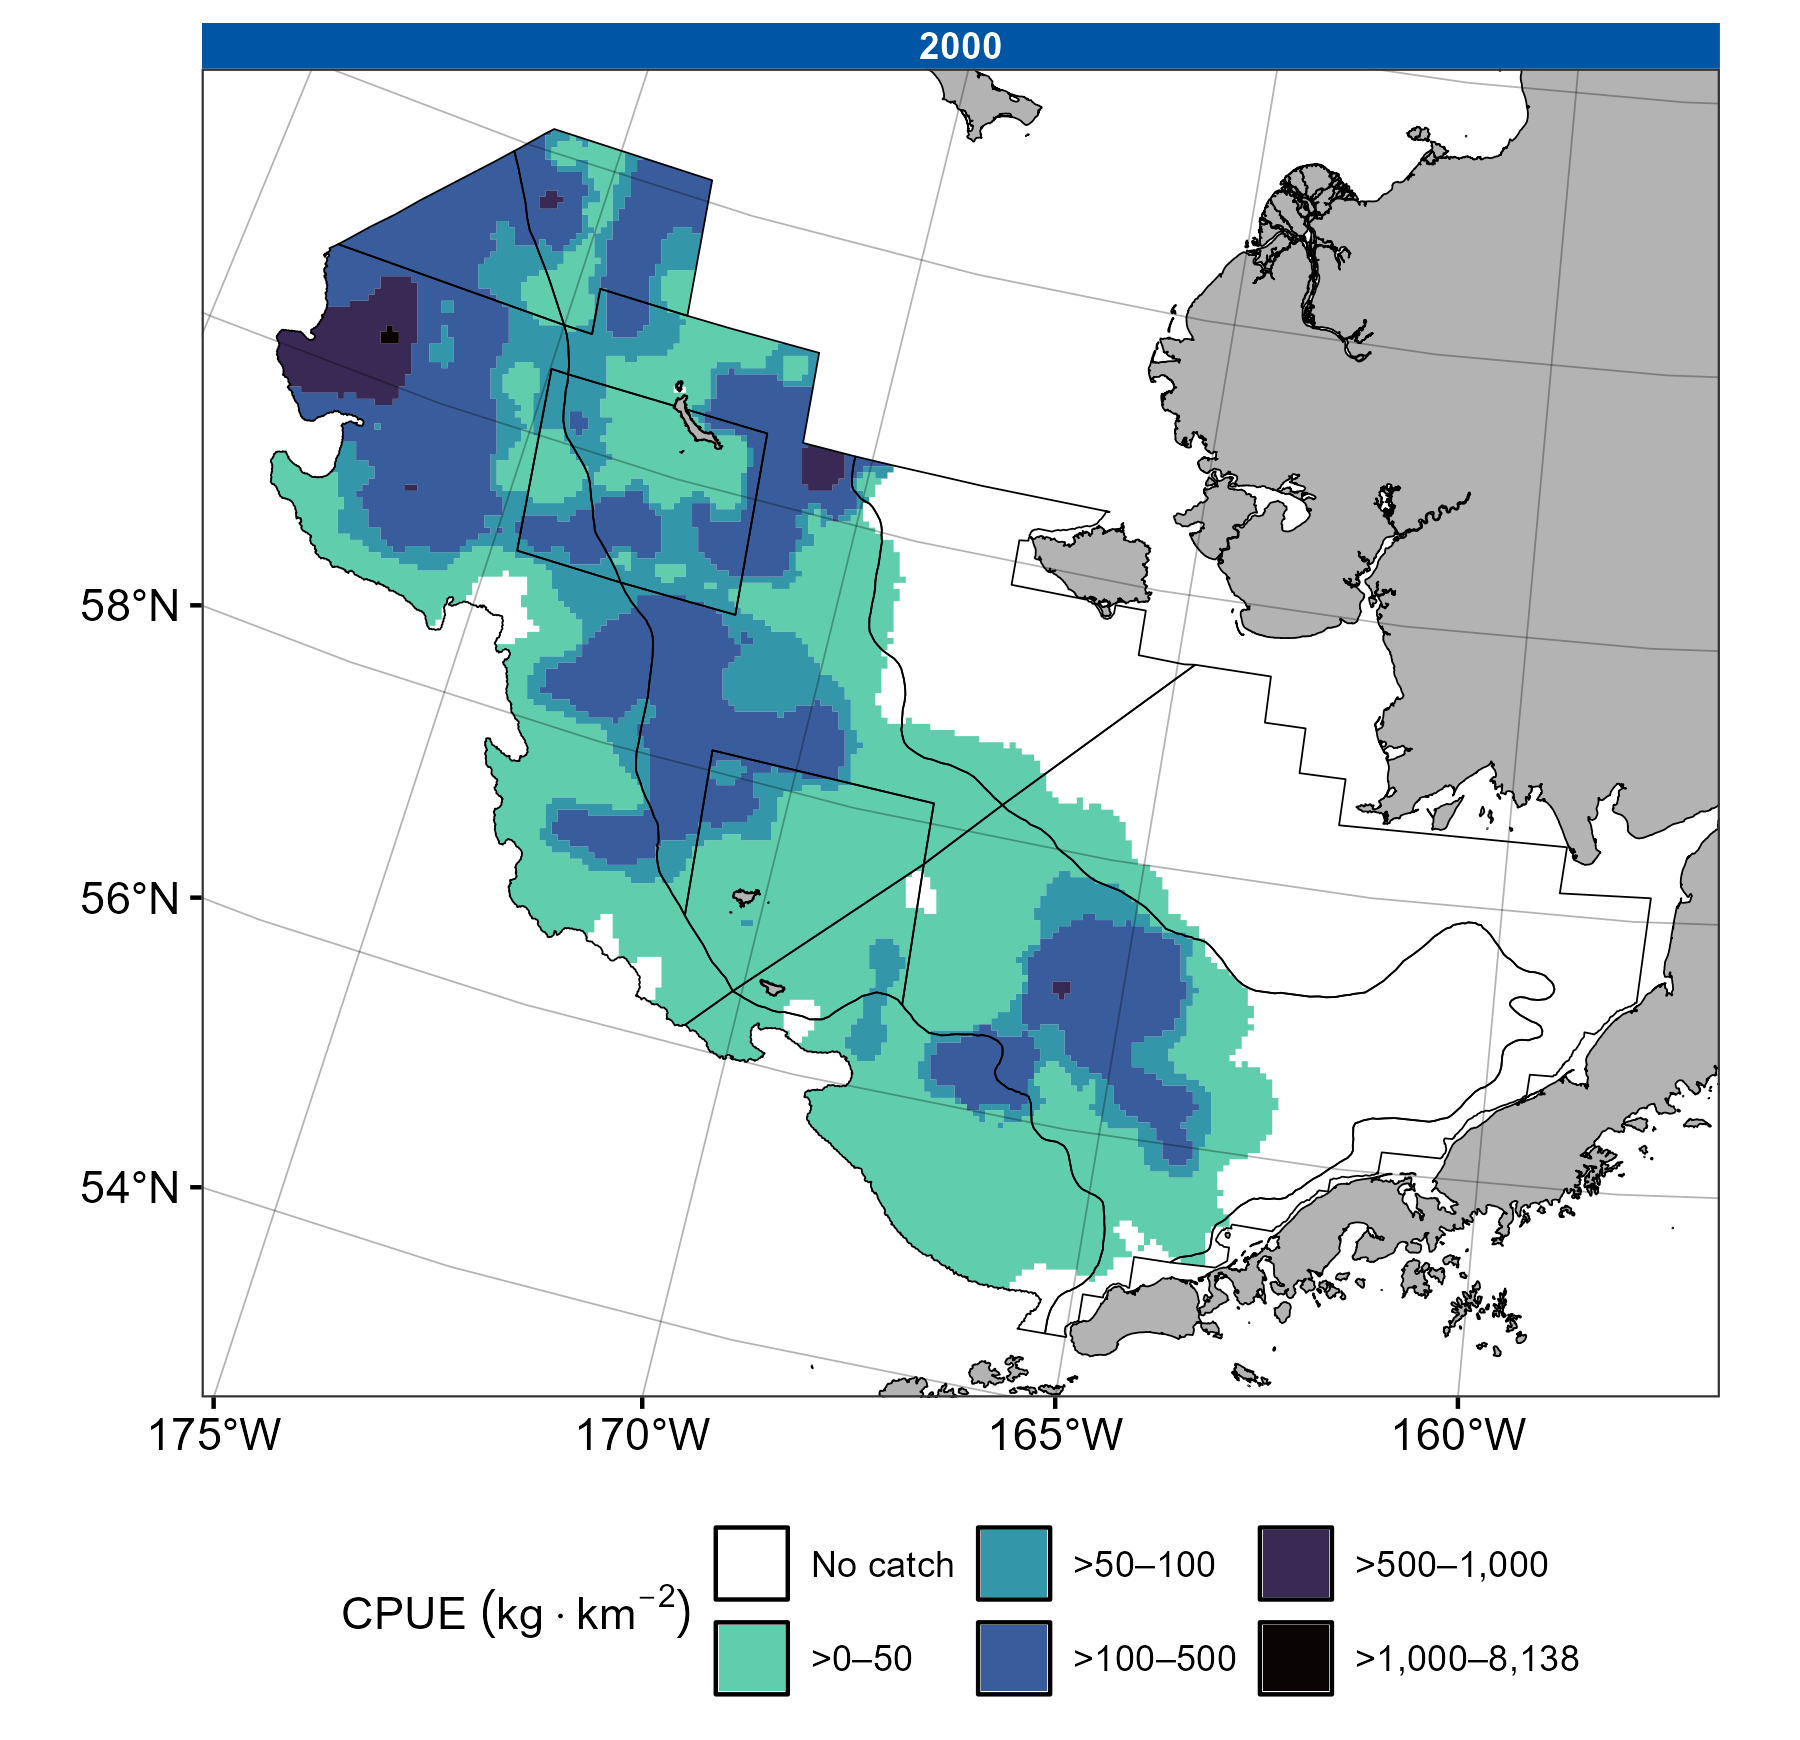 2000
58°N
56°N
54°N
175°W 170°W 165°W 160°W
CPUE (kg · km⁻²)
No catch
>0–50
>50–100
>100–500
>500–1,000
>1,000–8,138